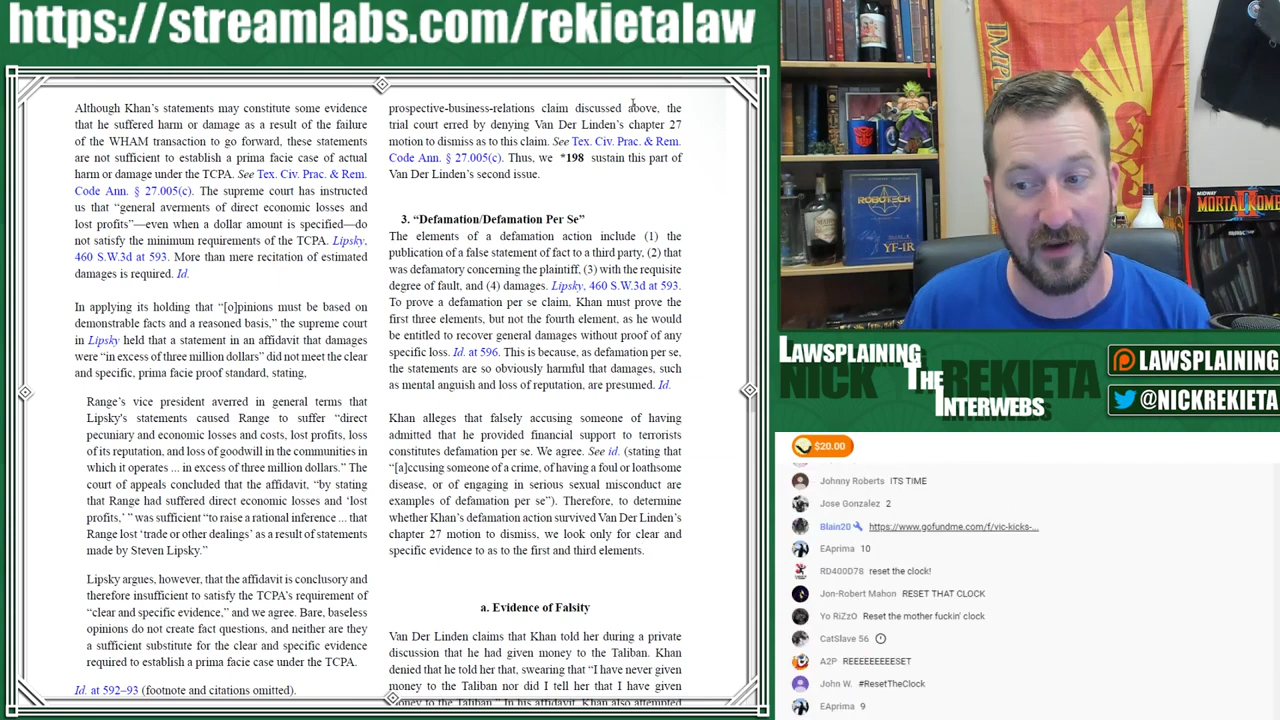 https://streamlabs.com/rekietalaw
Although Khan's statements may constitute some evidence
that he suffered harm or damage as a result of the failure
of the WHAM transaction to go forward, these statements
are not sufficient to establish a prima facie case of actual
harm or damage under the TCPA. See Tex. Civ. Prac. & Rem.
Code Ann. § 27.005(c). The supreme court has instructed
us that “general averments of direct economic losses and
lost profits”—even when a dollar amount is specified—do
not satisfy the minimum requirements of the TCPA. Lipsky,
460 S.W.3d at 593. More than mere recitation of estimated
damages is required. Id.
In applying its holding that “[o]pinions must be based on
demonstrable facts and a reasoned basis,” the supreme court
in Lipsky held that a statement in an affidavit that damages
were “in excess of three million dollars” did not meet the clear
and specific, prima facie proof standard, stating,
Range's vice president averred in general terms that
Lipsky's statements caused Range to suffer “direct
pecuniary and economic losses and costs, lost profits, loss
of its reputation, and loss of goodwill in the communities in
which it operates ... in excess of three million dollars.” The
court of appeals concluded that the affidavit, “by stating
that Range had suffered direct economic losses and ‘lost
profits,’ ” was sufficient “to raise a rational inference ... that
Range lost ‘trade or other dealings’ as a result of statements
made by Steven Lipsky.”
Lipsky argues, however, that the affidavit is conclusory and
therefore insufficient to satisfy the TCPA's requirement of
“clear and specific evidence,” and we agree. Bare, baseless
opinions do not create fact questions, and neither are they
a sufficient substitute for the clear and specific evidence
required to establish a prima facie case under the TCPA.
Id. at 592–93 (footnote and citations omitted).
prospective-business-relations claim discussed above, the
trial court erred by denying Van Der Linden's chapter 27
motion to dismiss as to this claim. See Tex. Civ. Prac. & Rem.
Code Ann. § 27.005(c). Thus, we *198 sustain this part of
Van Der Linden's second issue.
3. “Defamation/Defamation Per Se”
The elements of a defamation action include (1) the
publication of a false statement of fact to a third party, (2) that
was defamatory concerning the plaintiff, (3) with the requisite
degree of fault, and (4) damages. Lipsky, 460 S.W.3d at 593.
To prove a defamation per se claim, Khan must prove the
first three elements, but not the fourth element, as he would
be entitled to recover general damages without proof of any
specific loss. Id. at 596. This is because, as defamation per se,
the statements are so obviously harmful that damages, such
as mental anguish and loss of reputation, are presumed. Id.
Khan alleges that falsely accusing someone of having
admitted that he provided financial support to terrorists
constitutes defamation per se. We agree. See id. (stating that
“[a]ccusing someone of a crime, of having a foul or loathsome
disease, or of engaging in serious sexual misconduct are
examples of defamation per se”). Therefore, to determine
whether Khan's defamation action survived Van Der Linden's
chapter 27 motion to dismiss, we look only for clear and
specific evidence to as to the first and third elements.
a. Evidence of Falsity
Van Der Linden claims that Khan told her during a private
discussion that he had given money to the Taliban. Khan
denied that he told her that, swearing that “I have never given
money to the Taliban nor did I tell her that I have given
money to the Taliban.” In his affidavit, Khan also attempted
ROBOTECH
YF-1R
MIDWAY
MORTAL KOMB
LAWSPLAINING
THE
INTERWEBS
NICK REKIETA
LAWSPLAINING
@NICKREKIETA
$20.00
Johnny Roberts ITS TIME
Jose Gonzalez 2
Blain20 https://www.gofundme.com/f/vic-kicks-...
EAprima 10
RD400D78 reset the clock!
Jon-Robert Mahon RESET THAT CLOCK
Yo RiZzO Reset the mother fuckin' clock
CatSlave 56
A2P REEEEEEEEESET
John W. #ResetTheClock
EAprima 9